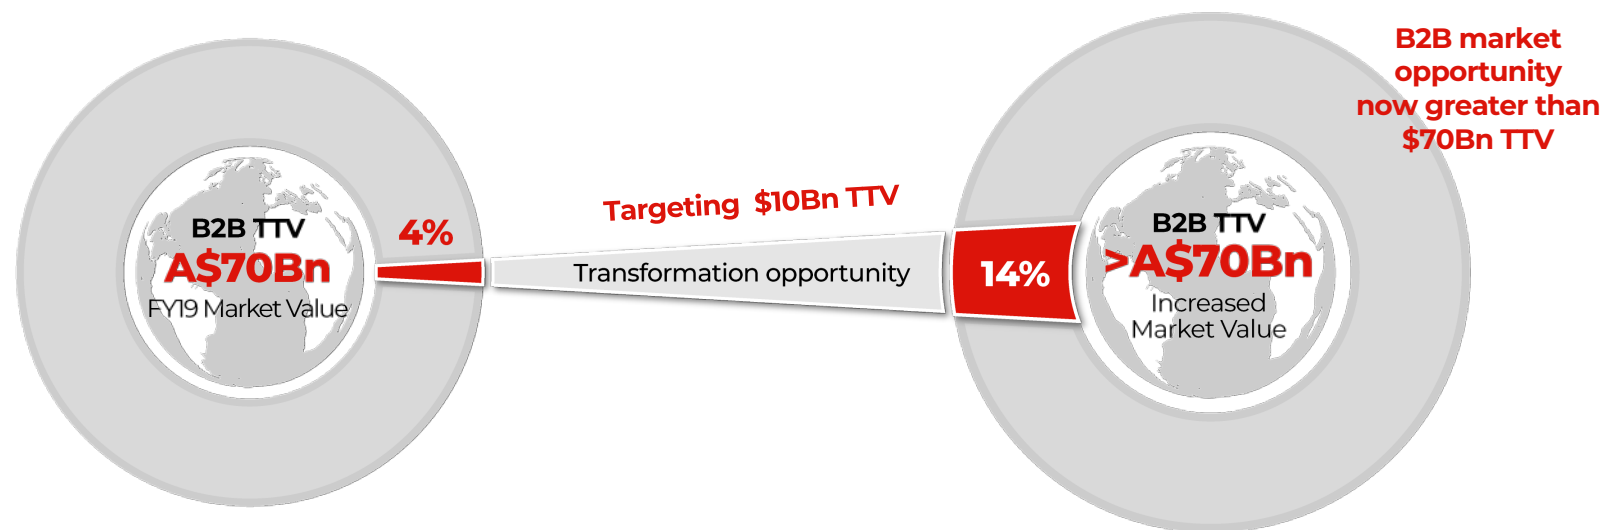 B2B TTV
A$70Bn
FY19 Market Value
4%
Targeting $10Bn TTV
Transformation opportunity
14%
B2B TTV
>A$70Bn
Increased
Market Value
B2B market
opportunity
now greater than
$70Bn TTV